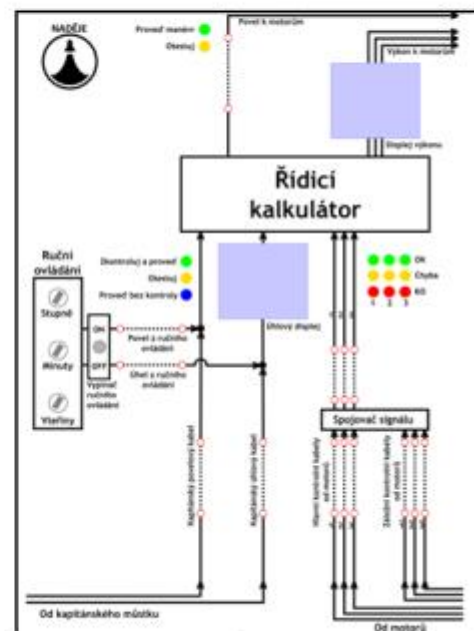 NADĚJE
Proveď manévr
Otestuj
Povel k motorům
Výkon k motorům
Displej výkonu
Řídicí
kalkulátor
Zkontroluj a proveď
Otestuj
Proveď bez kontroly
Úhlový displej
OK
Chyba
KO
1 2 3
Ruční
ovládání
Stupně
Minuty
Vteřiny
ON
OFF
Vypínač
ručního
ovládání
Povel z ručního
ovládání
Úhel z ručního
ovládání
Spojovač signálu
Kapitánský povelový kabel
Kapitánský úhlový kabel
Hlavní kontrolní kabely
od motorů
Záložní kontrolní kabely
od motorů
Od kapitánského můstku
Od motorů